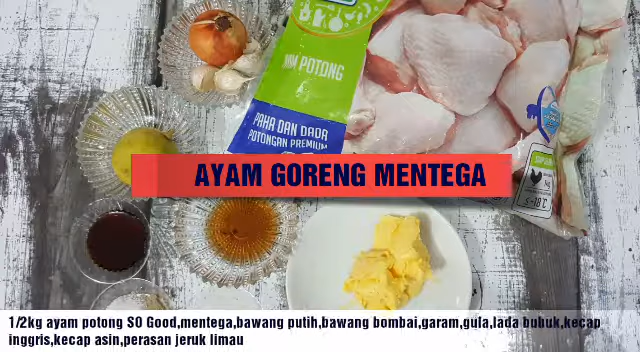 POTONG
PAHA DAN DADA
POTONGAN PREMIUM
AYAM GORENG MENTEGA
1/2kg ayam potong SO Good,mentega,bawang putih,bawang bombai,garam,gula,lada bubuk,kecap
inggris,kecap asin,perasan jeruk limau